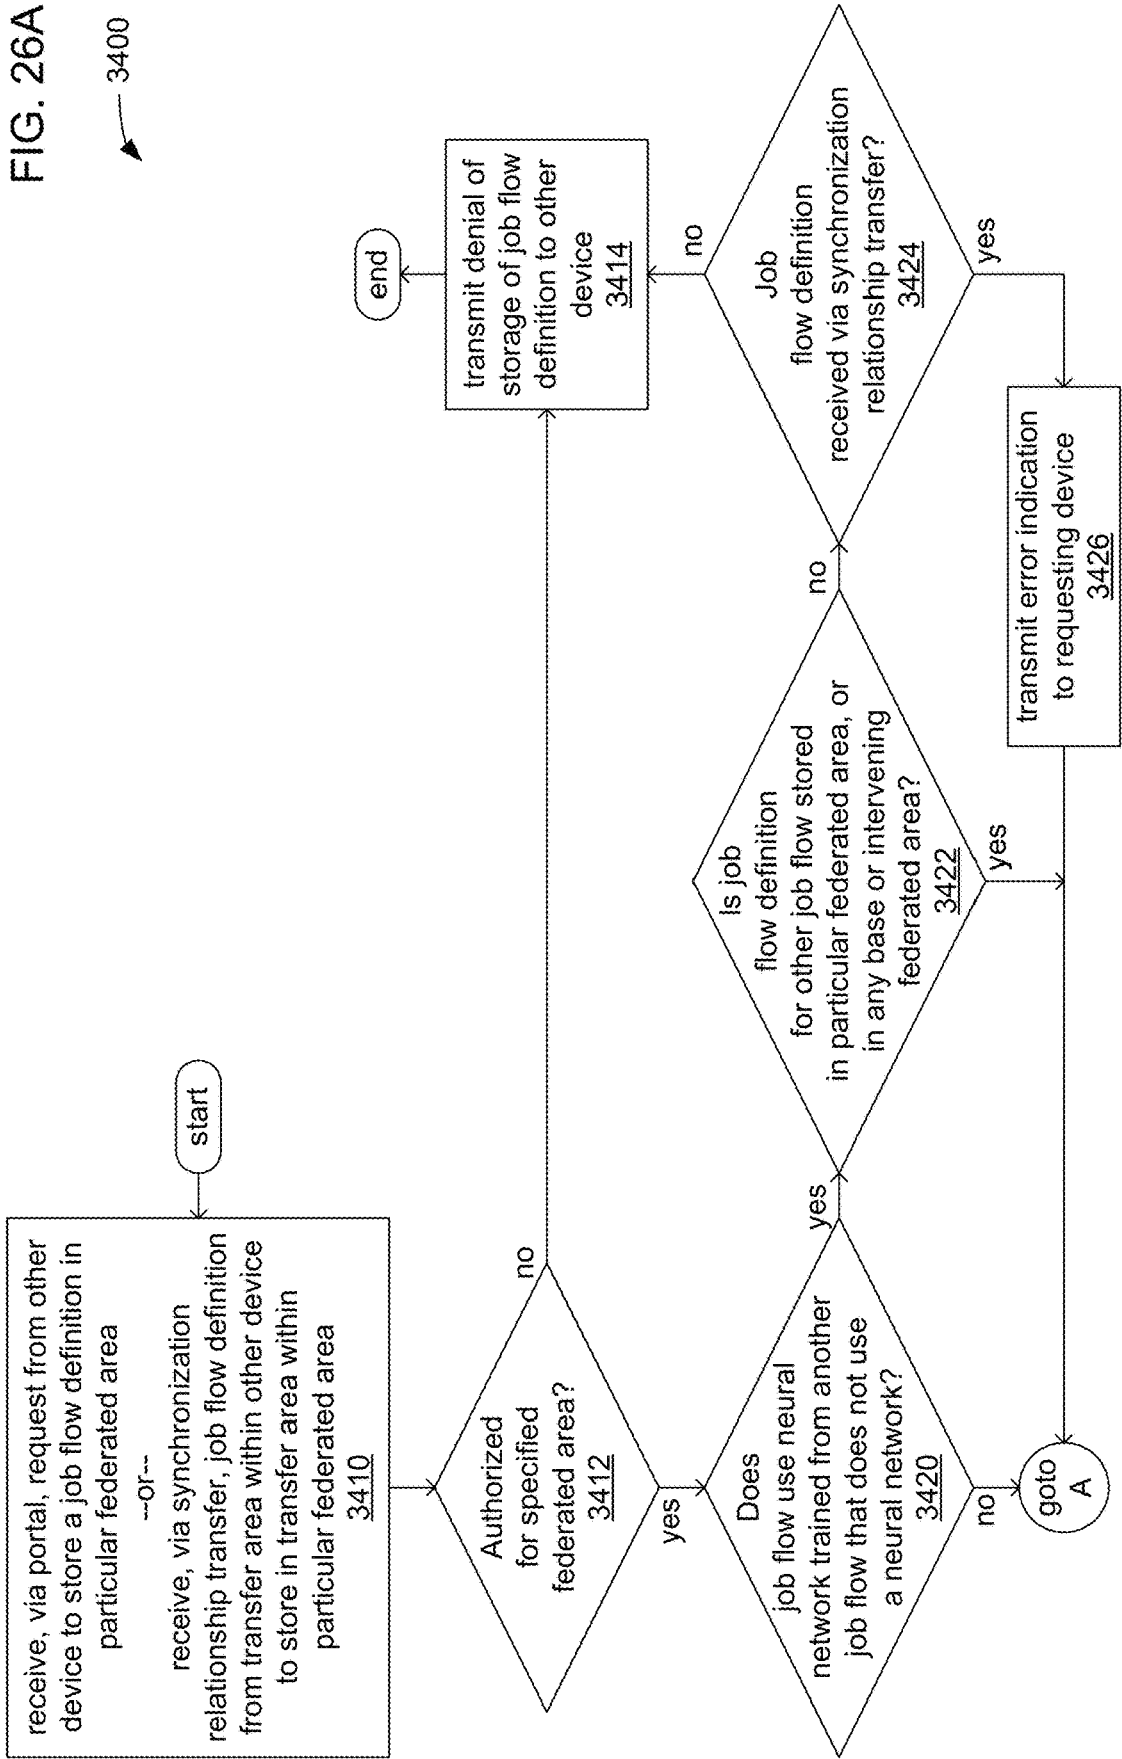 FIG. 26A
3400
start
receive, via portal, request from other
device to store a job flow definition in
particular federated area
--or--
receive, via synchronization
relationship transfer, job flow definition
from transfer area within other device
to store in transfer area within
particular federated area
3410
Authorized
for specified
federated area?
3412
no
yes
transmit denial of
storage of job flow
definition to other
device
3414
end
Does
job flow use neural
network trained from another
job flow that does not use
a neural network?
3420
yes
no
Is job
flow definition
for other job flow stored
in particular federated area, or
in any base or intervening
federated area?
3422
no
yes
Job
flow definition
received via synchronization
relationship transfer?
3424
no
yes
transmit error indication
to requesting device
3426
goto
A